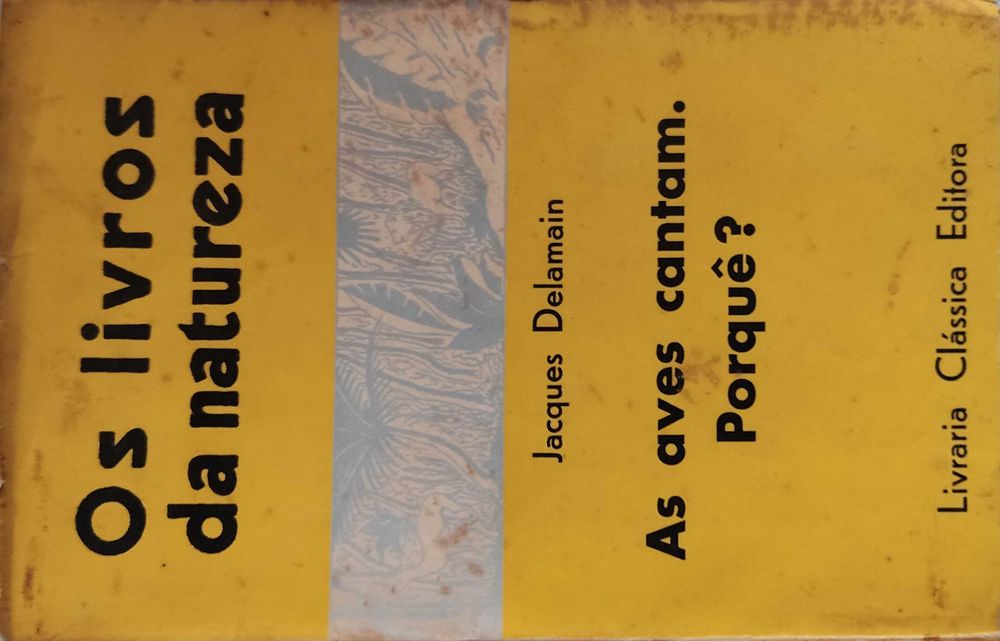 Os livros
da natureza
Jacques Delamain
As aves cantam.
Porquê?
Livraria Clássica Editora